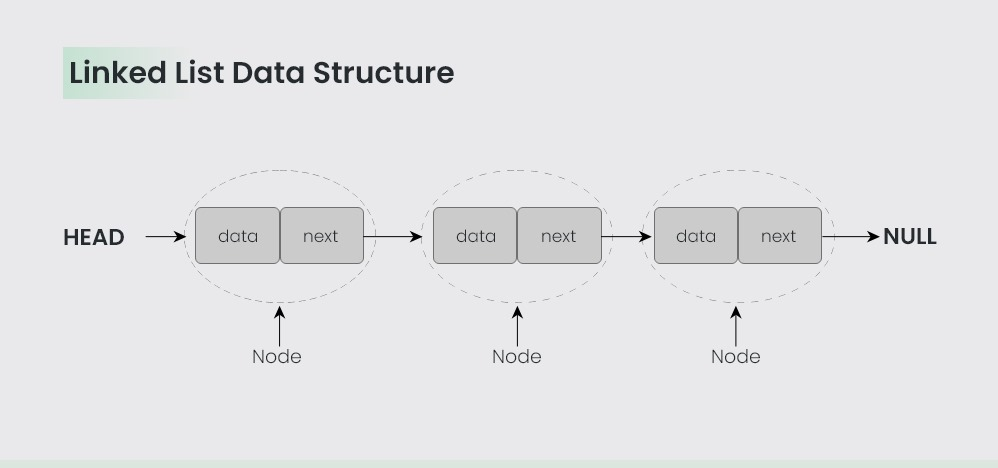 Linked List Data Structure
HEAD data next data next data next NULL
Node Node Node